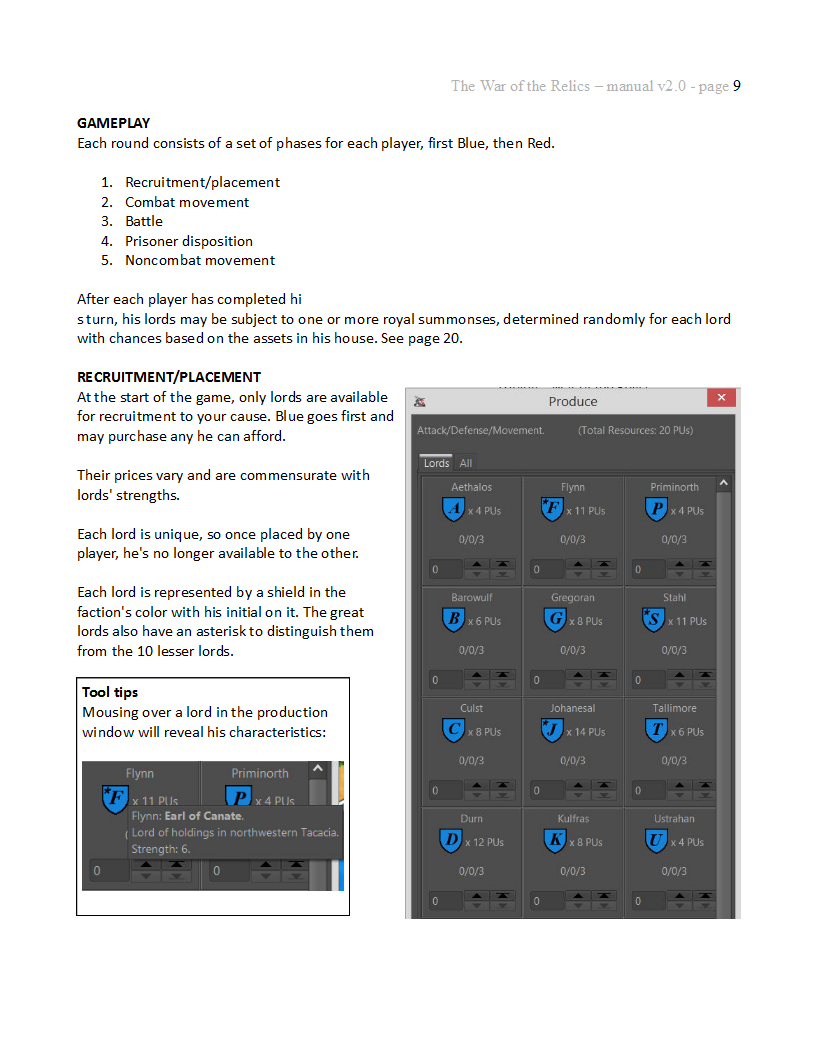 The War of the Relics – manual v2.0 - page 9
GAMEPLAY
Each round consists of a set of phases for each player, first Blue, then Red.
1. Recruitment/placement
2. Combat movement
3. Battle
4. Prisoner disposition
5. Noncombat movement
After each player has completed hi
s turn, his lords may be subject to one or more royal summonses, determined randomly for each lord
with chances based on the assets in his house. See page 20.
RECRUITMENT/PLACEMENT
At the start of the game, only lords are available
for recruitment to your cause. Blue goes first and
may purchase any he can afford.
Their prices vary and are commensurate with
lords' strengths.
Each lord is unique, so once placed by one
player, he's no longer available to the other.
Each lord is represented by a shield in the
faction's color with his initial on it. The great
lords also have an asterisk to distinguish them
from the 10 lesser lords.
Tool tips
Mousing over a lord in the production
window will reveal his characteristics:
Flynn Priminorth
*F x 11 PUs P x 4 PUs
Flynn: Earl of Canate.
Lord of holdings in northwestern Tacacia.
Strength: 6.
0 0
Produce
Attack/Defense/Movement. (Total Resources: 20 PUs)
Lords All
Aethalos Flynn Priminorth
A x 4 PUs *F x 11 PUs P x 4 PUs
0/0/3 0/0/3 0/0/3
0 0 0
Barowulf Gregoran Stahl
B x 6 PUs G x 8 PUs *S x 11 PUs
0/0/3 0/0/3 0/0/3
0 0 0
Culst Johanesal Tallimore
C x 8 PUs *J x 14 PUs T x 6 PUs
0/0/3 0/0/3 0/0/3
0 0 0
Durn Kulfras Ustrahan
D x 12 PUs K x 8 PUs U x 4 PUs
0/0/3 0/0/3 0/0/3
0 0 0